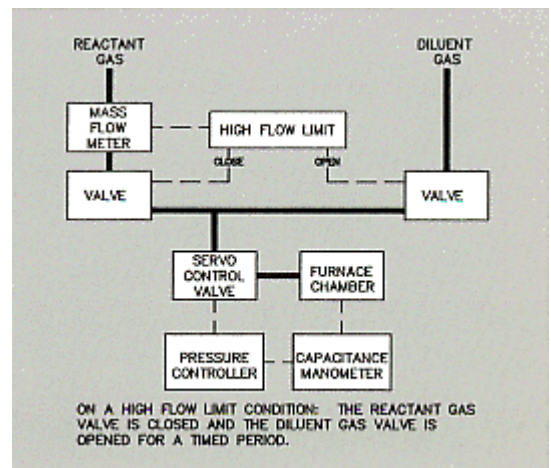 REACTANT
GAS
DILUENT
GAS
MASS
FLOW
METER
HIGH FLOW LIMIT
CLOSE
OPEN
VALVE
VALVE
SERVO
CONTROL
VALVE
FURNACE
CHAMBER
PRESSURE
CONTROLLER
CAPACITANCE
MANOMETER
ON A HIGH FLOW LIMIT CONDITION: THE REACTANT GAS
VALVE IS CLOSED AND THE DILUENT GAS VALVE IS
OPENED FOR A TIMED PERIOD.